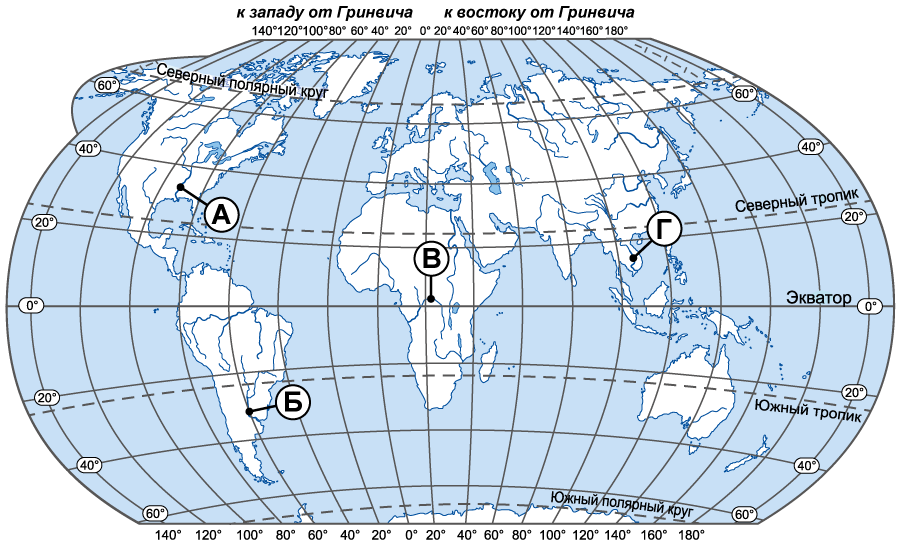 к западу от Гринвича к востоку от Гринвича
140° 120° 100° 80° 60° 40° 20° 0° 20° 40° 60° 80° 100° 120° 140° 160° 180°
Северный полярный круг
60° 60°
40° 40°
Северный тропик
20° 20°
А
Г
В
Экватор
0° 0°
20° 20°
Б
Южный тропик
40° 40°
Южный полярный круг
60° 60°
140° 120° 100° 80° 60° 40° 20° 0° 20° 40° 60° 80° 100° 120° 140° 160° 180°